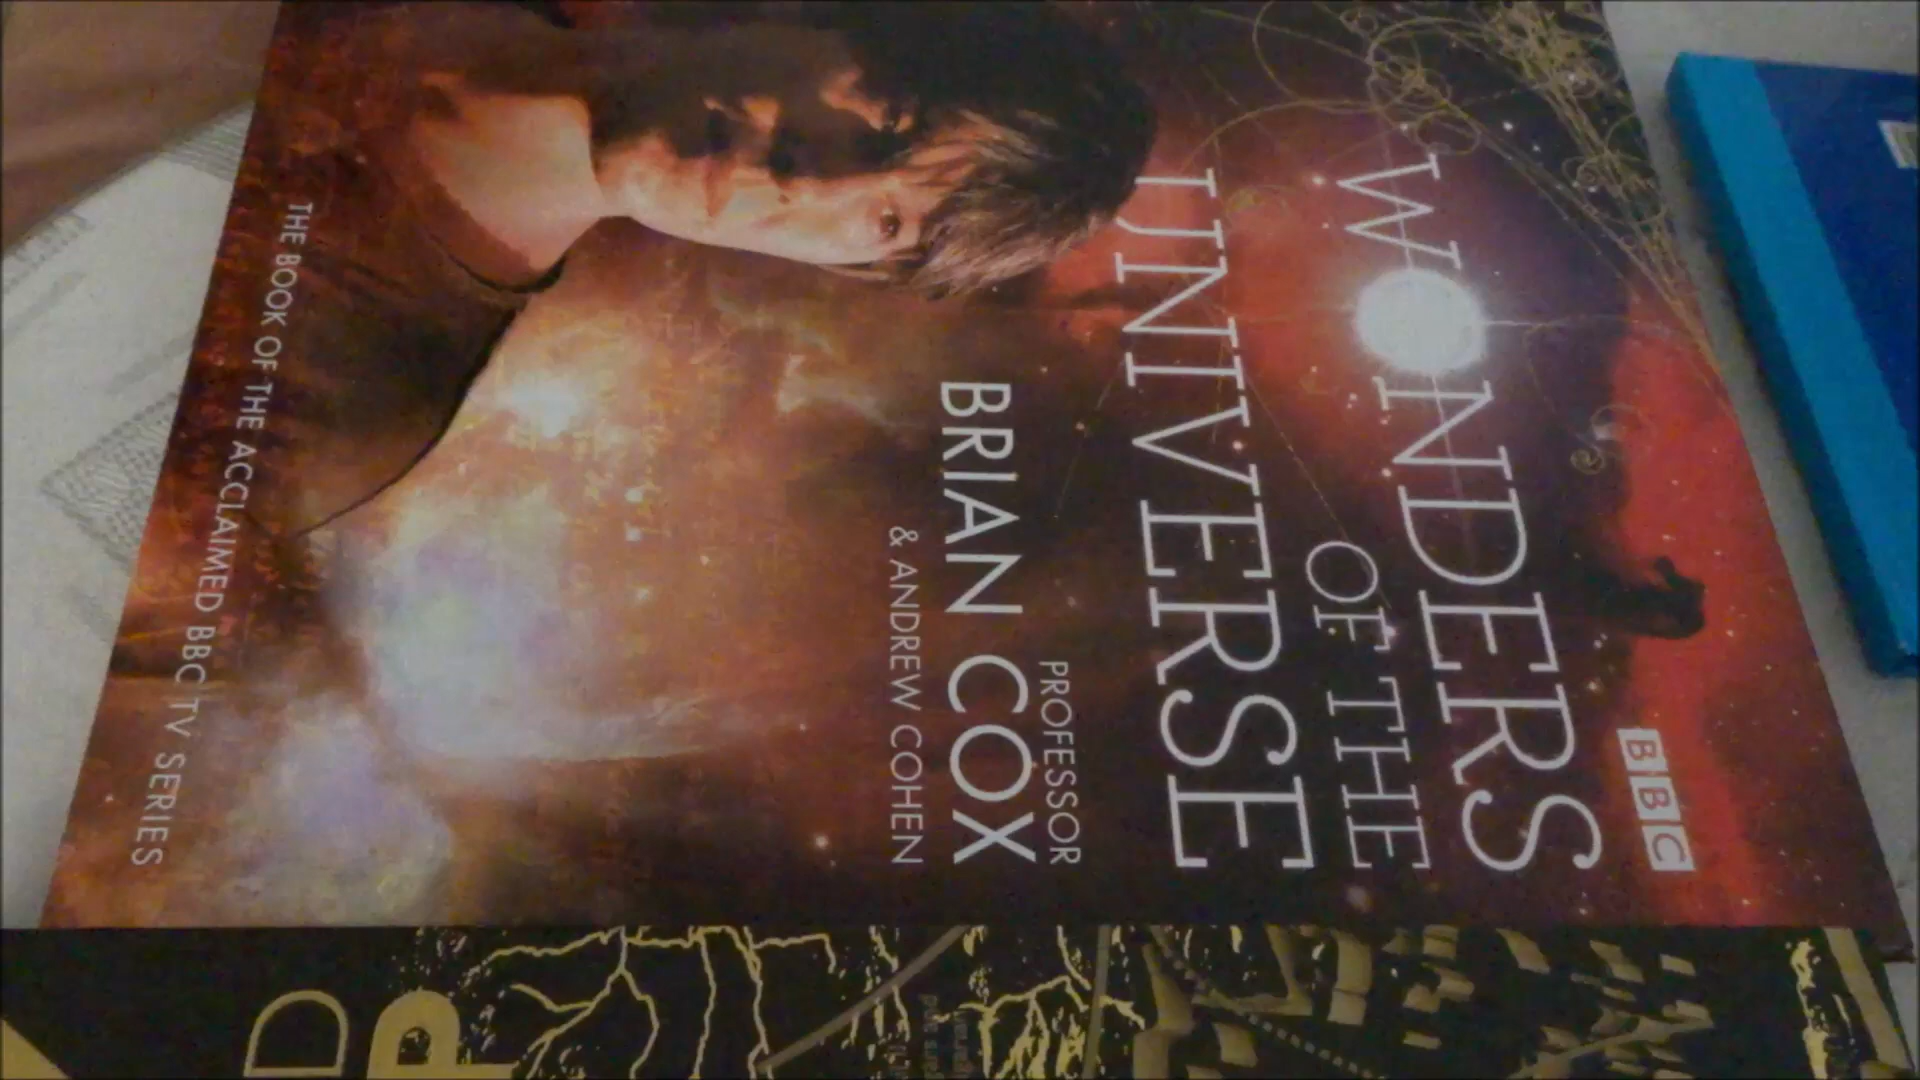 BBC
WONDERS
OF THE
UNIVERSE
PROFESSOR
BRIAN COX
& ANDREW COHEN
THE BOOK OF THE ACCLAIMED BBC TV SERIES
D
P